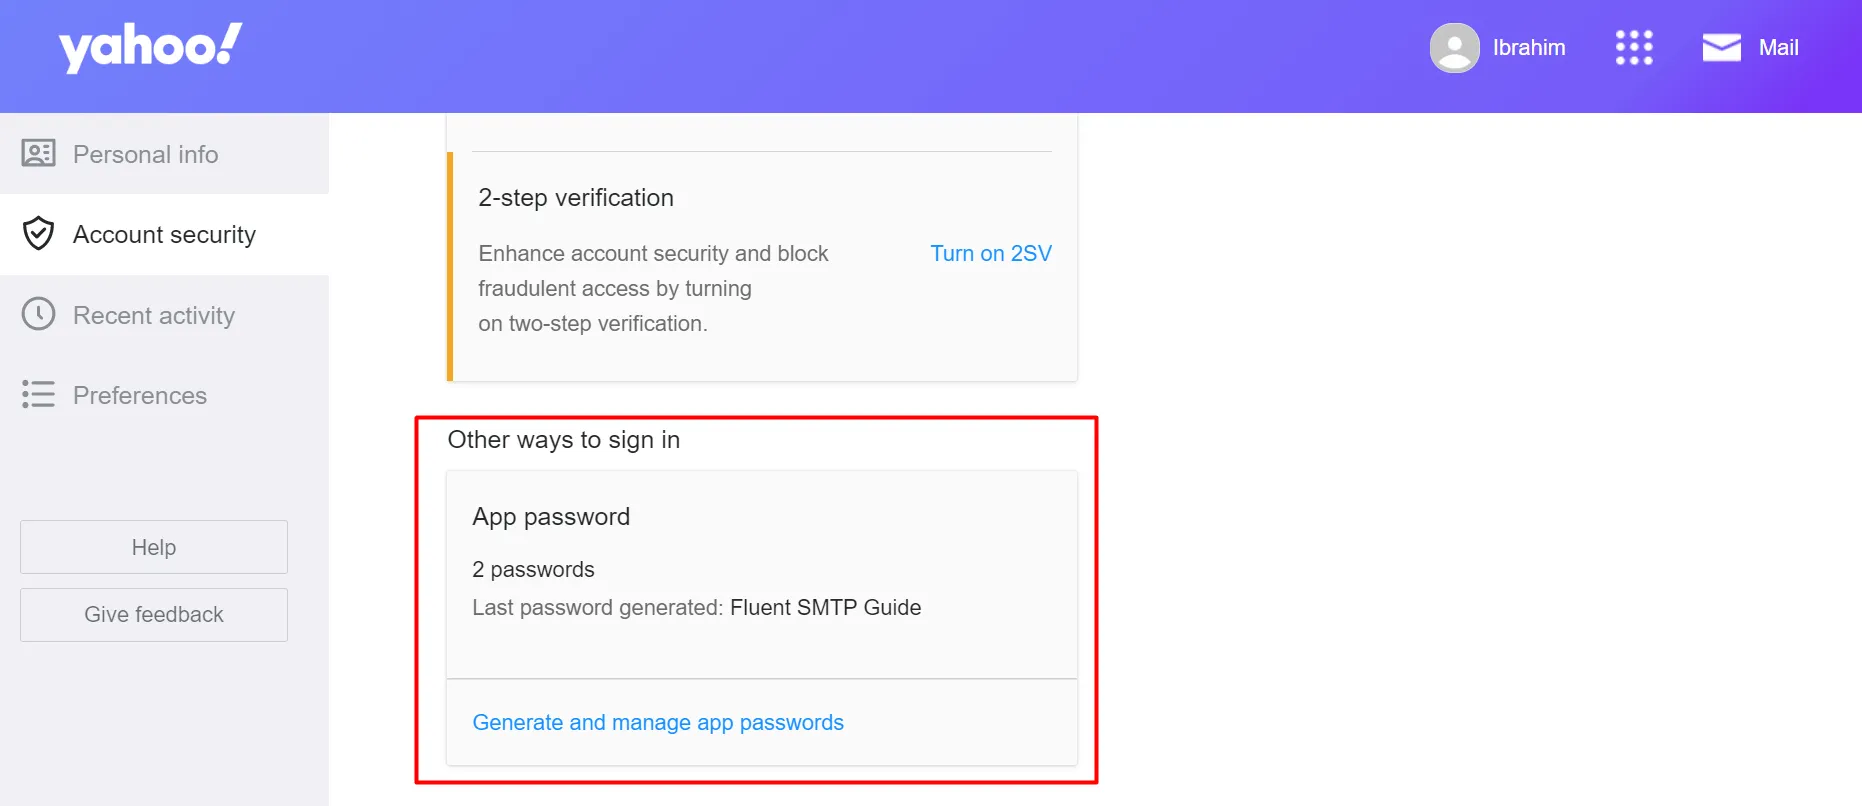 yahoo!
Ibrahim
Mail
Personal info
Account security
Recent activity
Preferences
Help
Give feedback
2-step verification
Enhance account security and block
fraudulent access by turning
on two-step verification.
Turn on 2SV
Other ways to sign in
App password
2 passwords
Last password generated: Fluent SMTP Guide
Generate and manage app passwords